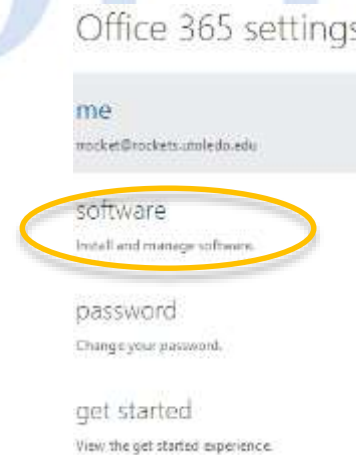 Office 365 settings
me
rrocket@rockets.utoledo.edu
software
Install and manage software.
password
Change your password.
get started
View the get started experience.